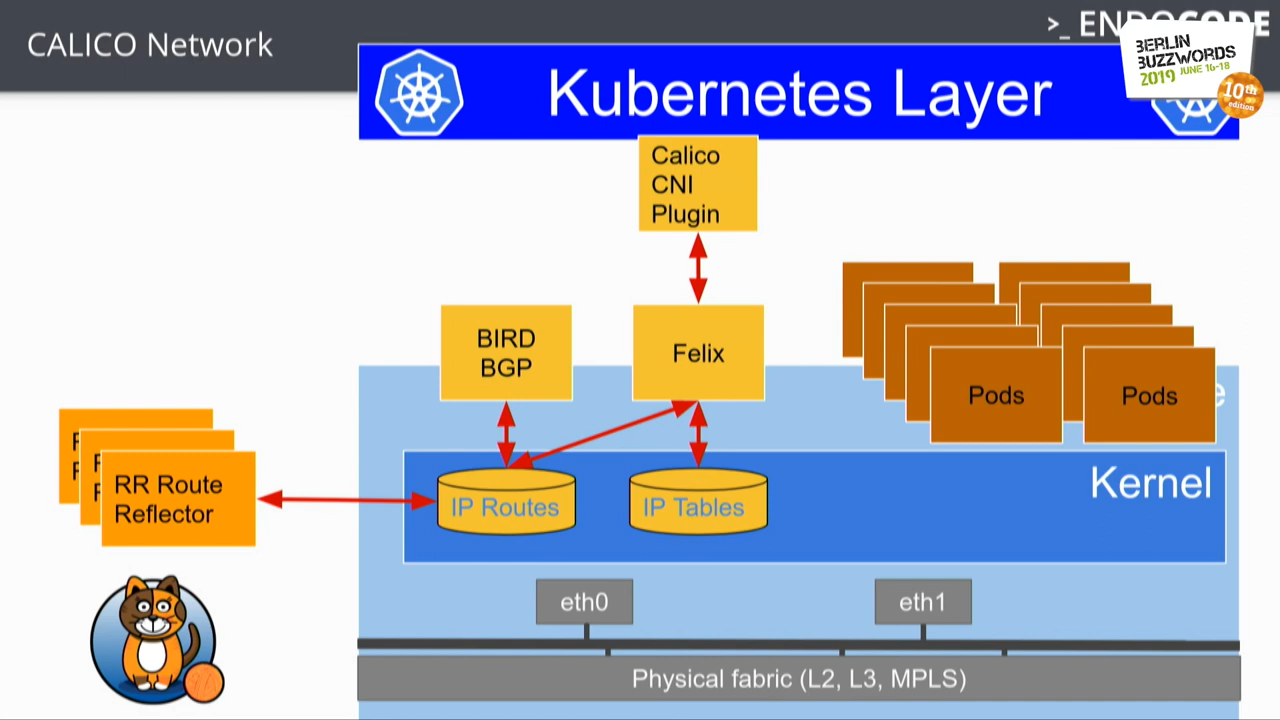 CALICO Network
>_ ENDOCODE
BERLIN
BUZZWORDS
2019 JUNE 16-18
10th
edition
Kubernetes Layer
Calico
CNI
Plugin
BIRD
BGP
Felix
Pods
Pods
RR Route
Reflector
IP Routes
IP Tables
Kernel
eth0
eth1
Physical fabric (L2, L3, MPLS)